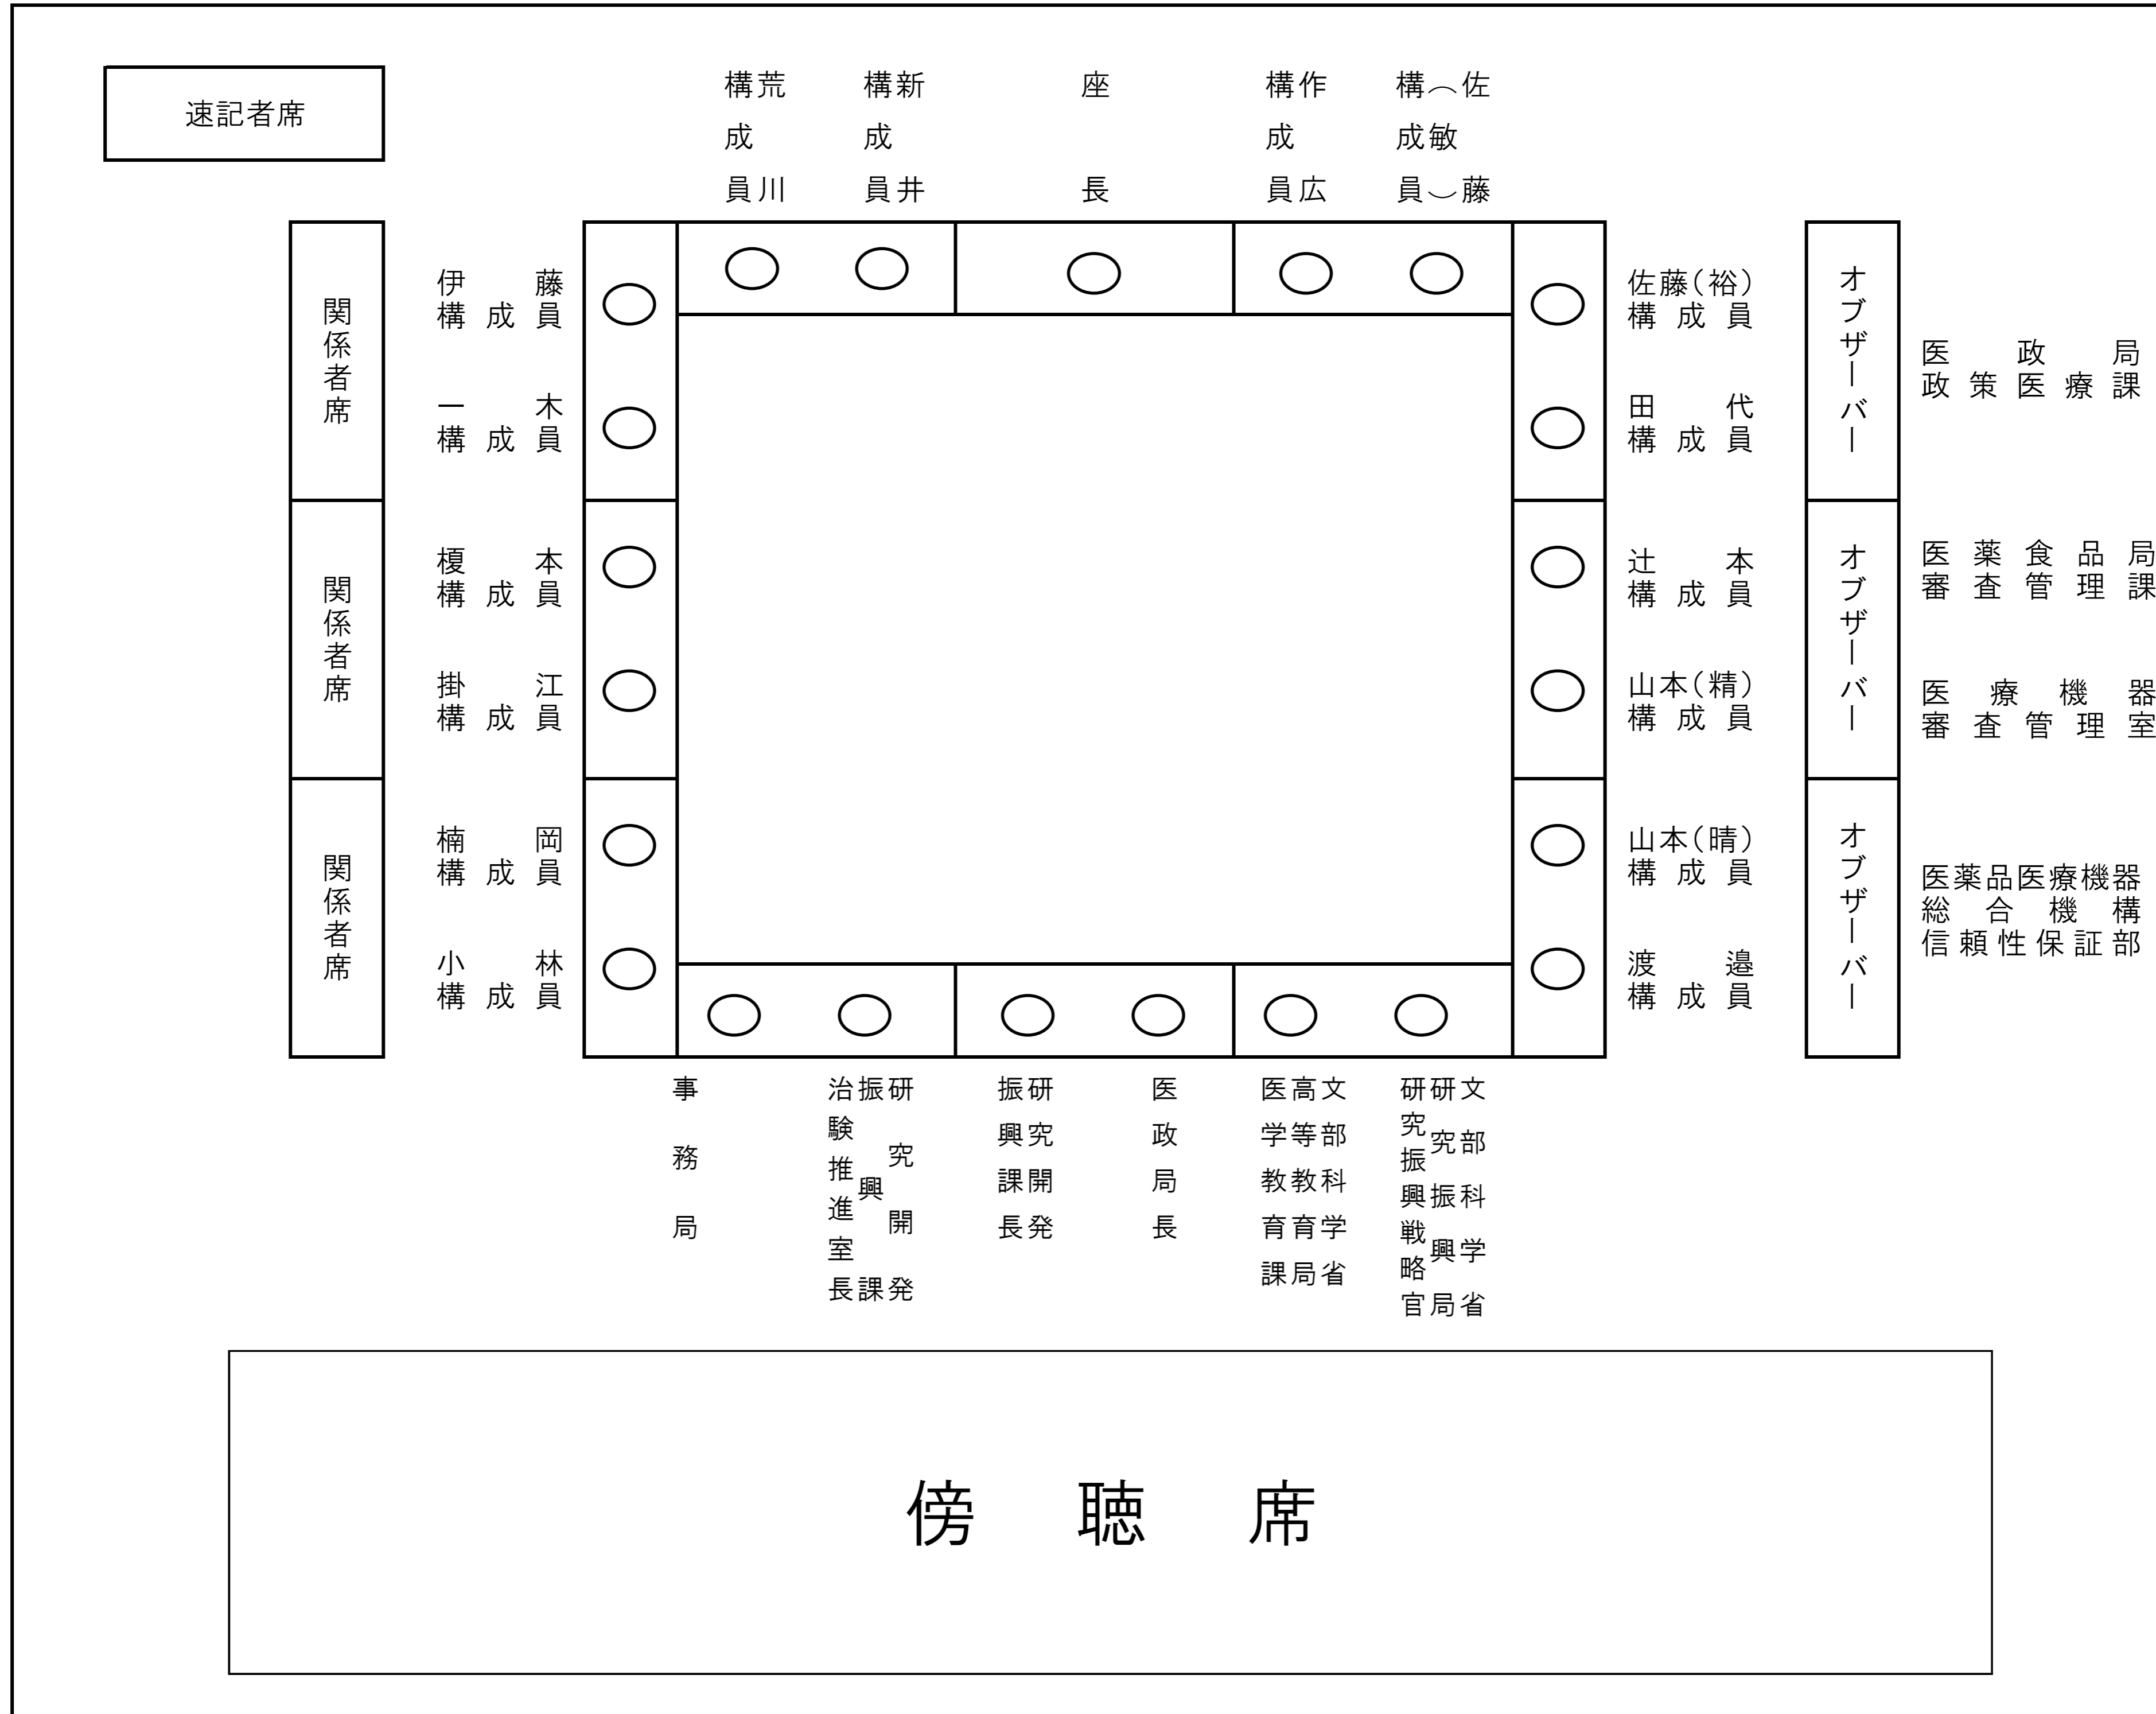 速記者席
荒川
構成員
新井
構成員
座長
作広
構成員
佐藤
（敏）
構成員
関係者席
関係者席
関係者席
伊藤
構成員
一木
構成員
榎本
構成員
掛江
構成員
楠岡
構成員
小林
構成員
佐藤（裕）
構成員
田代
構成員
辻本
構成員
山本（精）
構成員
山本（晴）
構成員
渡邉
構成員
オブザーバー
オブザーバー
オブザーバー
医政局
政策医療課
医薬食品局
審査管理課
医療機器
審査管理室
医薬品医療機器
総合機構
信頼性保証部
事務局
研究開発
振興課
治験推進室長
研究開発
振興課長
医政局長
文部科学省
高等教育局
医学教育課
文部科学省
研究振興局
研究振興戦略官
傍聴席